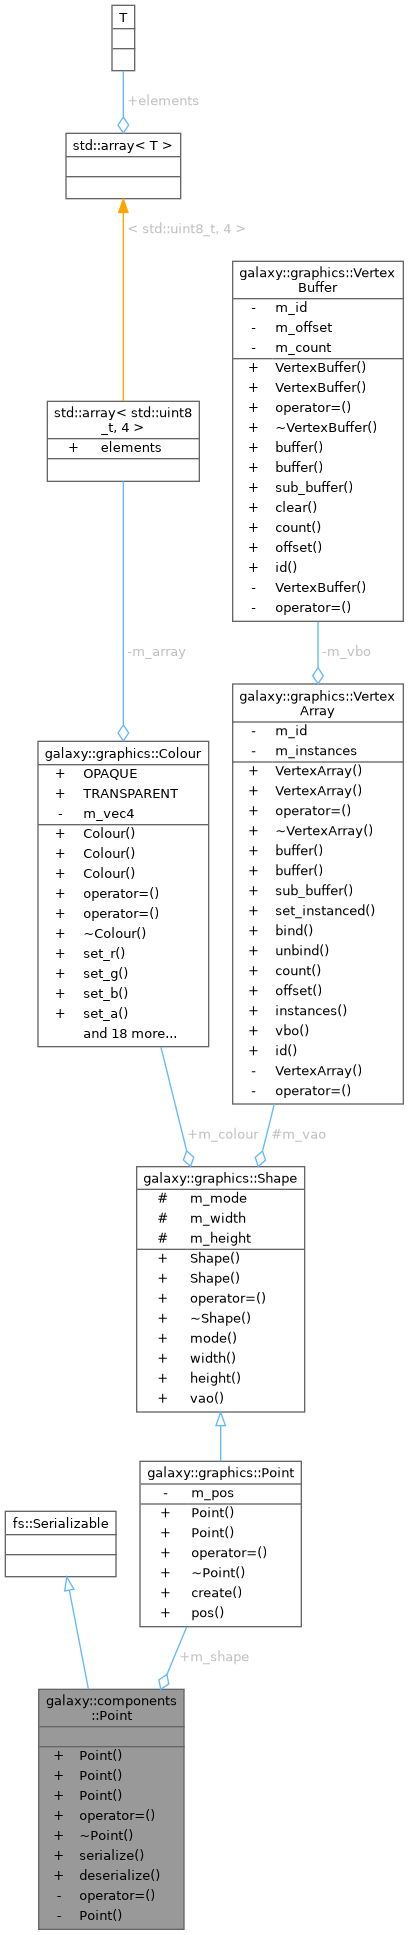 T
+elements
std::array< T >
< std::uint8_t, 4 >
galaxy::graphics::Vertex
Buffer
- m_id
- m_offset
- m_count
+ VertexBuffer()
+ VertexBuffer()
+ operator=()
+ ~VertexBuffer()
+ buffer()
+ buffer()
+ sub_buffer()
+ clear()
+ count()
+ offset()
+ id()
- VertexBuffer()
- operator=()
std::array< std::uint8
_t, 4 >
+ elements
-m_array
-m_vbo
galaxy::graphics::Vertex
Array
- m_id
- m_instances
+ VertexArray()
+ VertexArray()
+ operator=()
+ ~VertexArray()
+ buffer()
+ buffer()
+ sub_buffer()
+ set_instanced()
+ bind()
+ unbind()
+ count()
+ offset()
+ instances()
+ vbo()
+ id()
- VertexArray()
- operator=()
galaxy::graphics::Colour
+ OPAQUE
+ TRANSPARENT
- m_vec4
+ Colour()
+ Colour()
+ Colour()
+ operator=()
+ operator=()
+ ~Colour()
+ set_r()
+ set_g()
+ set_b()
+ set_a()
and 18 more...
+m_colour
#m_vao
galaxy::graphics::Shape
# m_mode
# m_width
# m_height
+ Shape()
+ Shape()
+ operator=()
+ ~Shape()
+ mode()
+ width()
+ height()
+ vao()
galaxy::graphics::Point
- m_pos
+ Point()
+ Point()
+ operator=()
+ ~Point()
+ create()
+ pos()
fs::Serializable
+m_shape
galaxy::components
::Point
+ Point()
+ Point()
+ Point()
+ operator=()
+ ~Point()
+ serialize()
+ deserialize()
- operator=()
- Point()